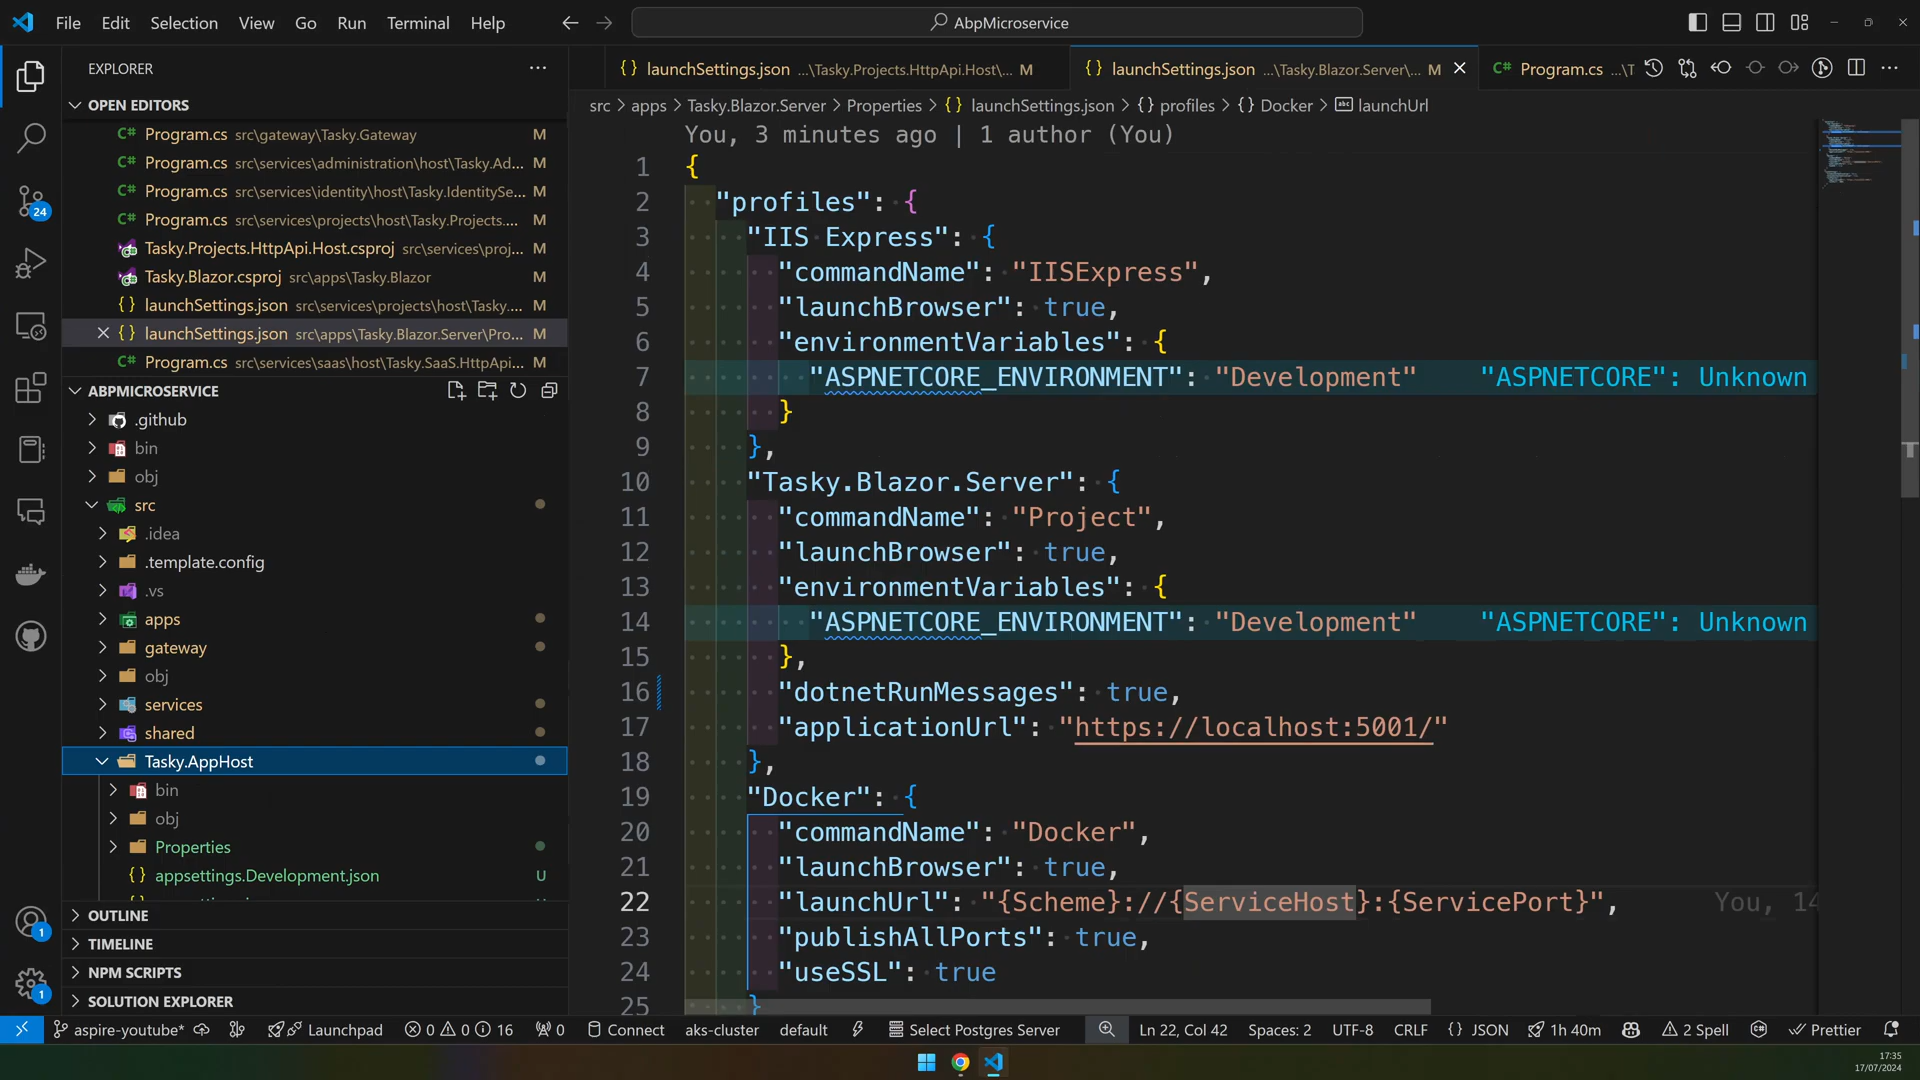 File Edit Selection View Go Run Terminal Help
AbpMicroservice
EXPLORER
launchSettings.json ...\Tasky.Projects.HttpApi.Host\... M
launchSettings.json ...\Tasky.Blazor.Server\... M
C# Program.cs ...\T
OPEN EDITORS
C# Program.cs src\gateway\Tasky.Gateway M
C# Program.cs src\services\administration\host\Tasky.Ad... M
C# Program.cs src\services\identity\host\Tasky.IdentitySe... M
C# Program.cs src\services\projects\host\Tasky.Projects.... M
Tasky.Projects.HttpApi.Host.csproj src\services\proj... M
Tasky.Blazor.csproj src\apps\Tasky.Blazor M
{} launchSettings.json src\services\projects\host\Tasky.... M
{} launchSettings.json src\apps\Tasky.Blazor.Server\Pro... M
C# Program.cs src\services\saas\host\Tasky.SaaS.HttpApi... M
24
ABPMICROSERVICE
.github
bin
obj
src
.idea
.template.config
.vs
apps
gateway
obj
services
shared
Tasky.AppHost
bin
obj
Properties
{} appsettings.Development.json U
OUTLINE
TIMELINE
NPM SCRIPTS
SOLUTION EXPLORER
1
1
src > apps > Tasky.Blazor.Server > Properties > {} launchSettings.json > {} profiles > {} Docker > abc launchUrl
You, 3 minutes ago | 1 author (You)
1 {
2 "profiles": {
3 "IIS Express": {
4 "commandName": "IISExpress",
5 "launchBrowser": true,
6 "environmentVariables": {
7 "ASPNETCORE_ENVIRONMENT": "Development" "ASPNETCORE": Unknown
8 }
9 },
10 "Tasky.Blazor.Server": {
11 "commandName": "Project",
12 "launchBrowser": true,
13 "environmentVariables": {
14 "ASPNETCORE_ENVIRONMENT": "Development" "ASPNETCORE": Unknown
15 },
16 "dotnetRunMessages": true,
17 "applicationUrl": "https://localhost:5001/"
18 },
19 "Docker": {
20 "commandName": "Docker",
21 "launchBrowser": true,
22 "launchUrl": "{Scheme}://{ServiceHost}:{ServicePort}", You, 14
23 "publishAllPorts": true,
24 "useSSL": true
25 }
aspire-youtube* Launchpad 0 0 16 0 Connect aks-cluster default Select Postgres Server Ln 22, Col 42 Spaces: 2 UTF-8 CRLF {} JSON 1h 40m 2 Spell Prettier
17:35
17/07/2024